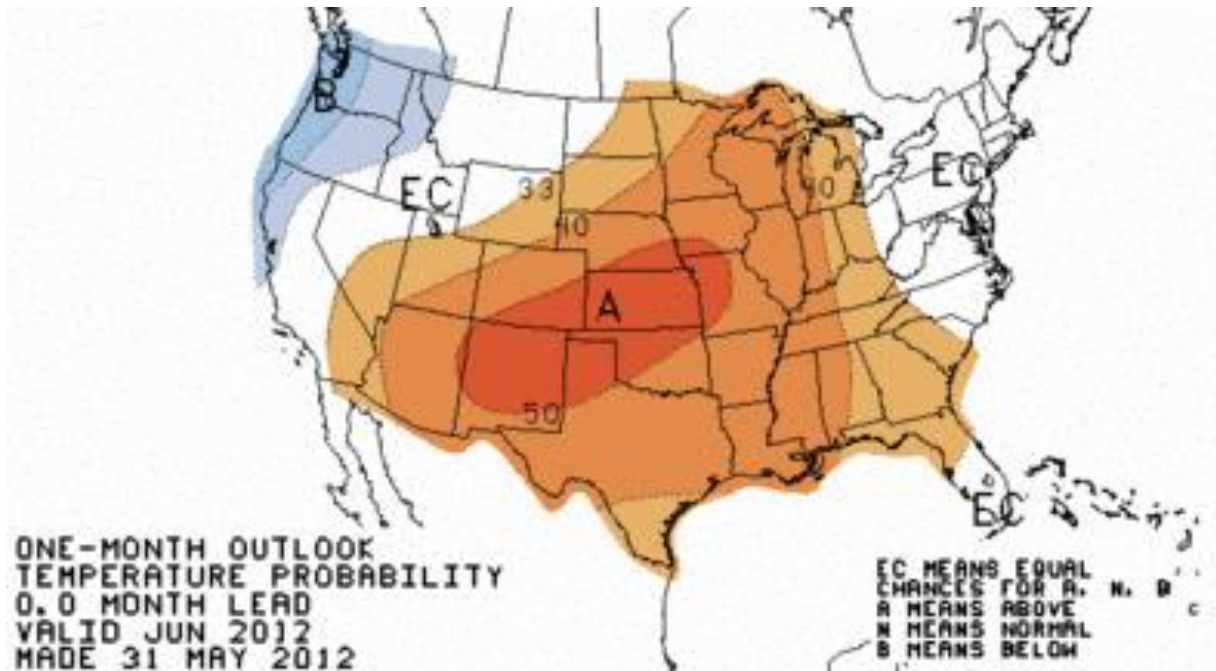 B
EC
EC
33
40
40
A
50
EC
ONE-MONTH OUTLOOK
TEMPERATURE PROBABILITY
0.0 MONTH LEAD
VALID JUN 2012
MADE 31 MAY 2012
EC MEANS EQUAL
CHANCES FOR A, N, B
A MEANS ABOVE
N MEANS NORMAL
B MEANS BELOW